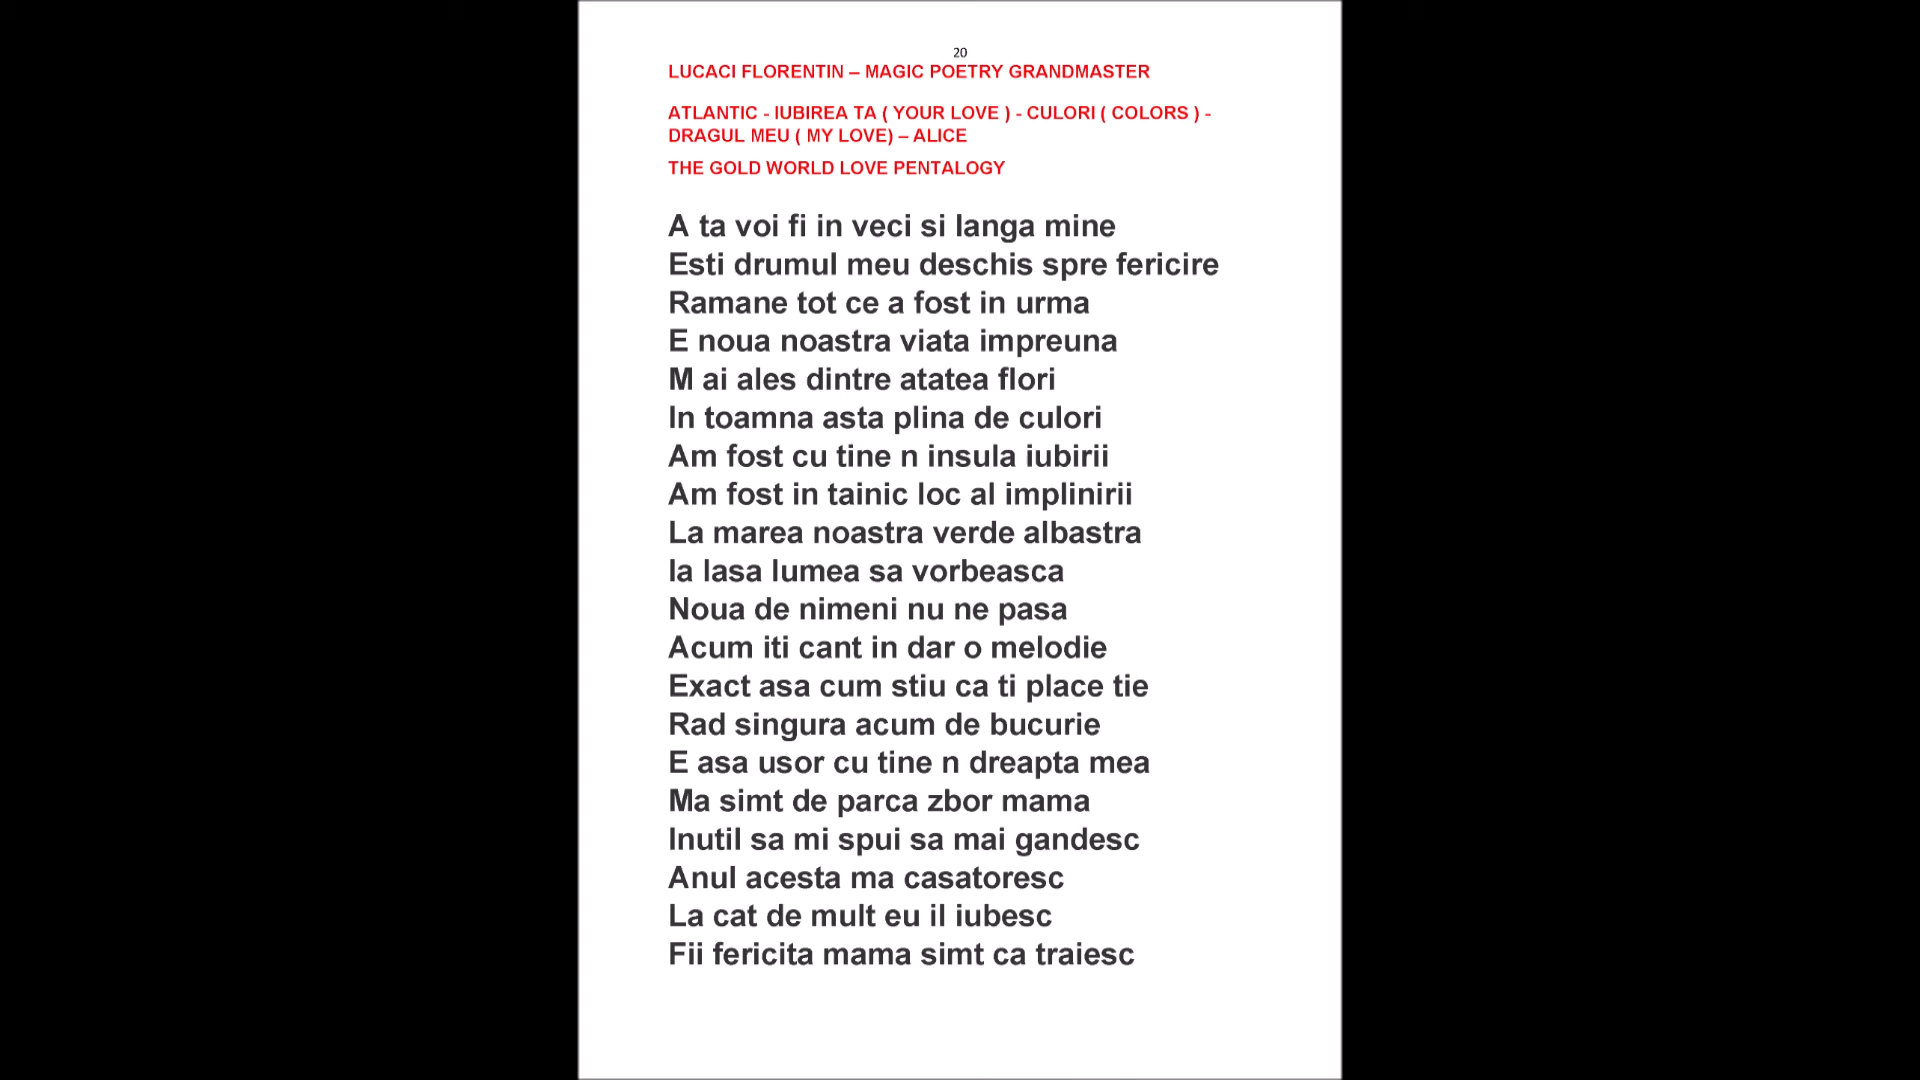 20
LUCACI FLORENTIN – MAGIC POETRY GRANDMASTER
ATLANTIC - IUBIREA TA ( YOUR LOVE ) - CULORI ( COLORS ) -
DRAGUL MEU ( MY LOVE) – ALICE
THE GOLD WORLD LOVE PENTALOGY
A ta voi fi in veci si langa mine
Esti drumul meu deschis spre fericire
Ramane tot ce a fost in urma
E noua noastra viata impreuna
M ai ales dintre atatea flori
In toamna asta plina de culori
Am fost cu tine n insula iubirii
Am fost in tainic loc al implinirii
La marea noastra verde albastra
Ia lasa lumea sa vorbeasca
Noua de nimeni nu ne pasa
Acum iti cant in dar o melodie
Exact asa cum stiu ca ti place tie
Rad singura acum de bucurie
E asa usor cu tine n dreapta mea
Ma simt de parca zbor mama
Inutil sa mi spui sa mai gandesc
Anul acesta ma casatoresc
La cat de mult eu il iubesc
Fii fericita mama simt ca traiesc